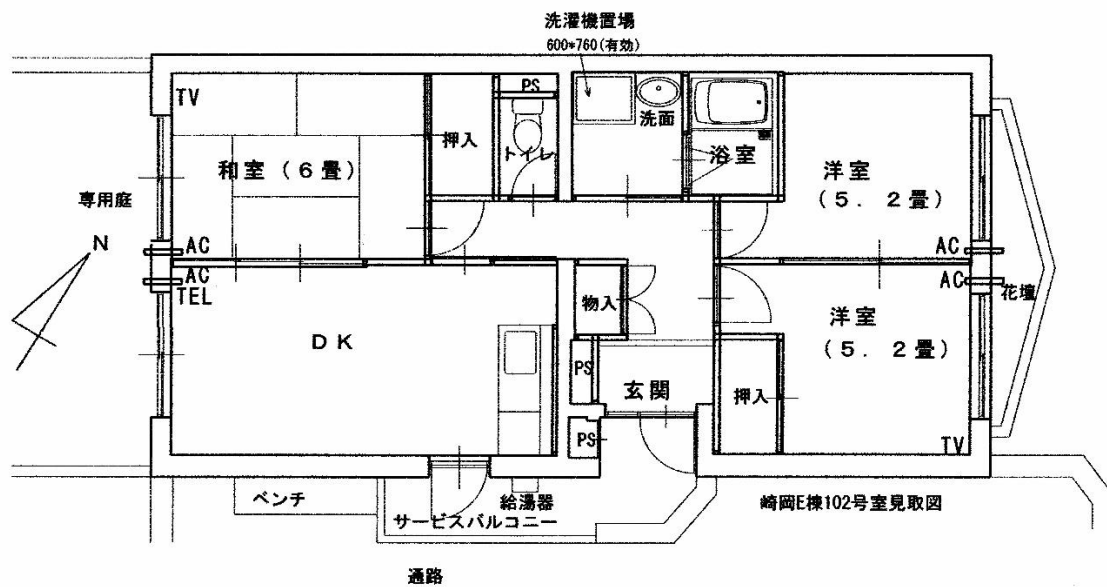 洗濯機置場
600*760(有効)
TV
PS
押入
トイレ
洗面
浴室
和室(6畳)
洋室
(5.2畳)
専用庭
N
AC
AC
AC
AC
TEL
花壇
物入
洋室
(5.2畳)
DK
PS
玄関
押入
PS
TV
ベンチ
給湯器
サービスバルコニー
崎岡E棟102号室見取図
通路